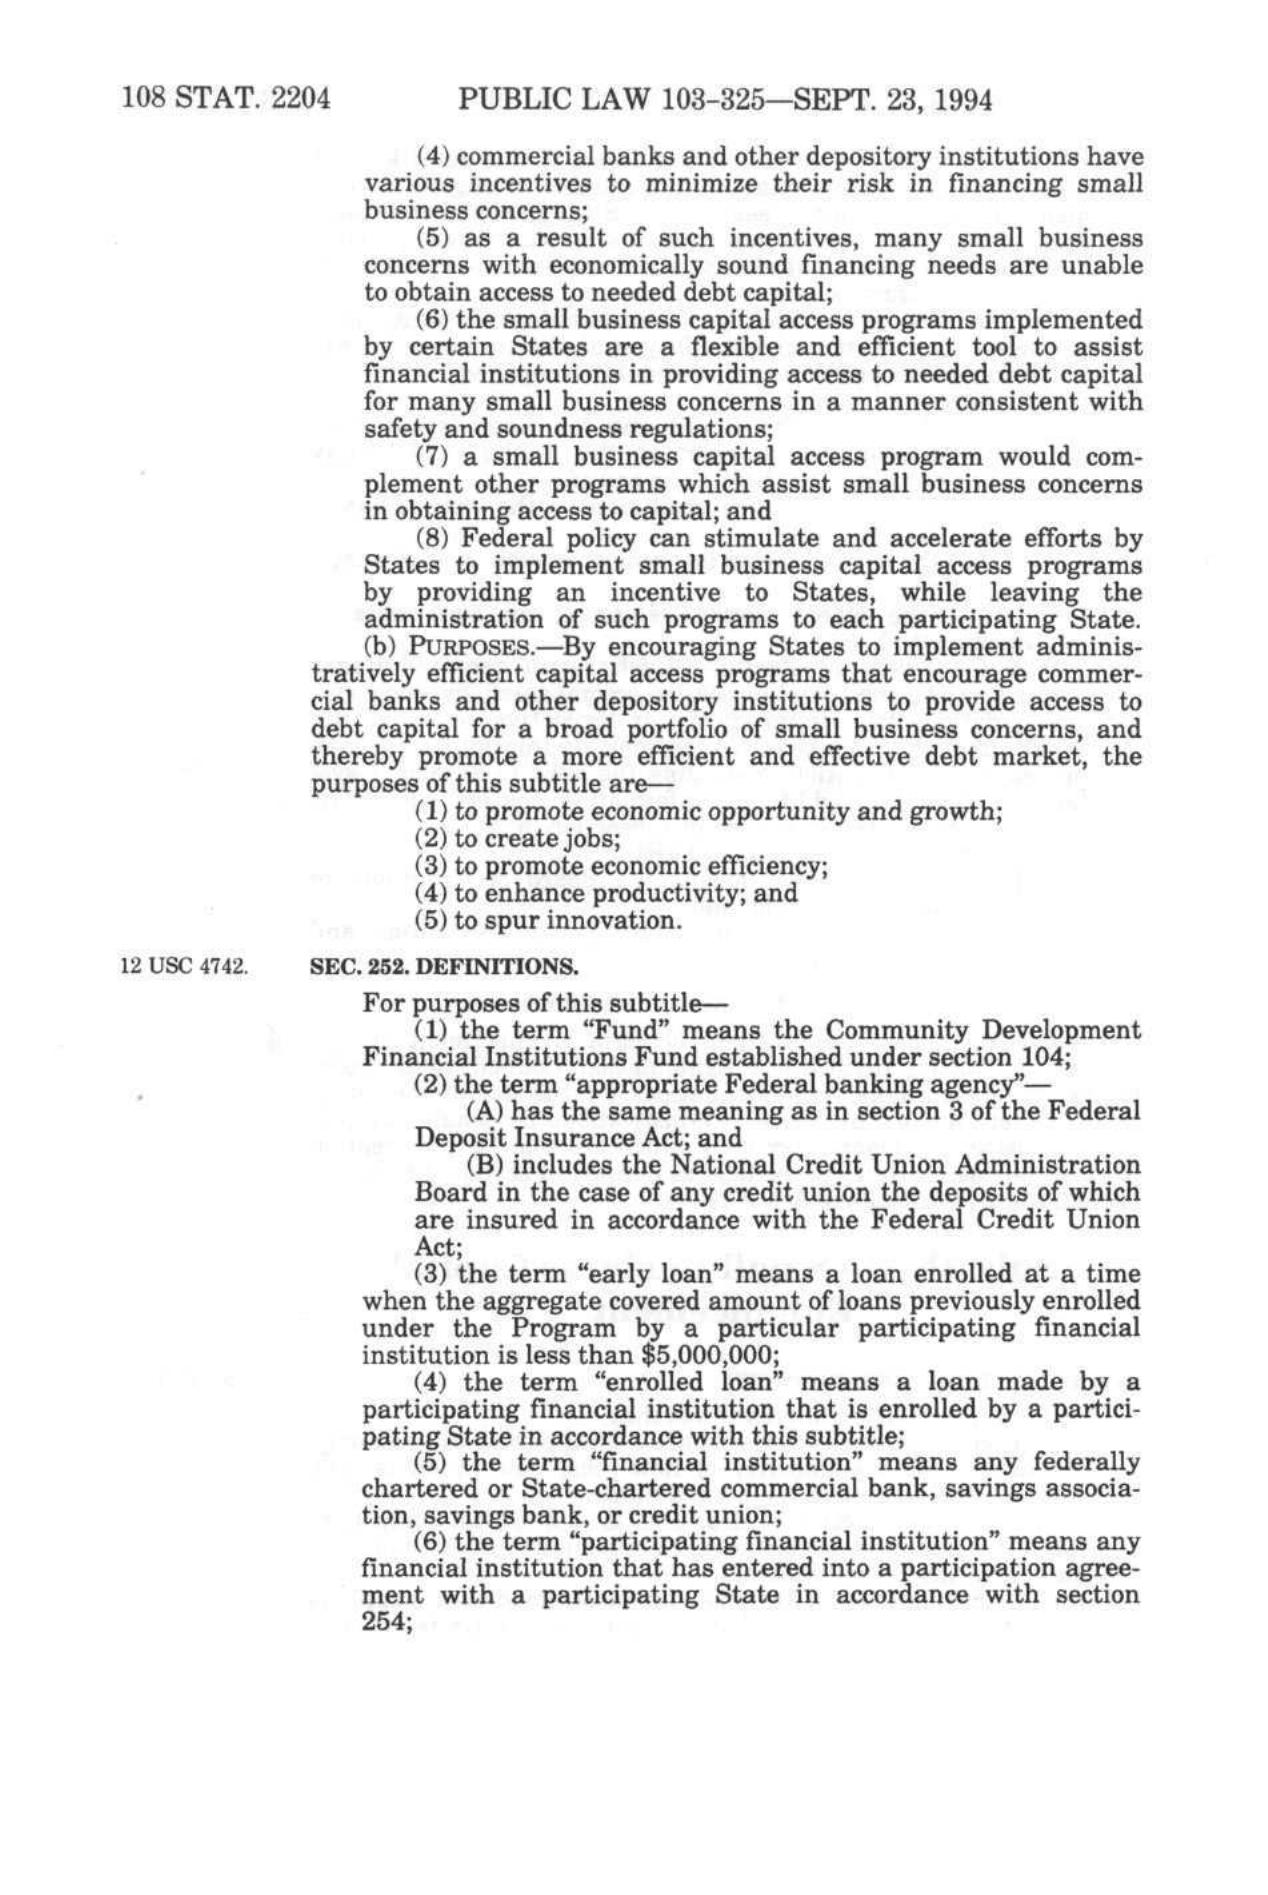 108 STAT. 2204 PUBLIC LAW 103-325—SEPT. 23, 1994
(4) commercial banks and other depository institutions have
various incentives to minimize their risk in financing small
business concerns;
(5) as a result of such incentives, many small business
concerns with economically sound financing needs are unable
to obtain access to needed debt capital;
(6) the small business capital access programs implemented
by certain States are a flexible and efficient tool to assist
financial institutions in providing access to needed debt capital
for many small business concerns in a manner consistent with
safety and soundness regulations;
(7) a small business capital access program would com-
plement other programs which assist small business concerns
in obtaining access to capital; and
(8) Federal policy can stimulate and accelerate efforts by
States to implement small business capital access programs
by providing an incentive to States, while leaving the
administration of such programs to each participating State.
(b) PURPOSES.—By encouraging States to implement adminis-
tratively efficient capital access programs that encourage commer-
cial banks and other depository institutions to provide access to
debt capital for a broad portfolio of small business concerns, and
thereby promote a more efficient and effective debt market, the
purposes of this subtitle are—
(1) to promote economic opportunity and growth;
(2) to create jobs;
(3) to promote economic efficiency;
(4) to enhance productivity; and
(5) to spur innovation.
12 USC 4742. SEC. 252. DEFINITIONS.
For purposes of this subtitle—
(1) the term “Fund” means the Community Development
Financial Institutions Fund established under section 104;
(2) the term “appropriate Federal banking agency”—
(A) has the same meaning as in section 3 of the Federal
Deposit Insurance Act; and
(B) includes the National Credit Union Administration
Board in the case of any credit union the deposits of which
are insured in accordance with the Federal Credit Union
Act;
(3) the term “early loan” means a loan enrolled at a time
when the aggregate covered amount of loans previously enrolled
under the Program by a particular participating financial
institution is less than $5,000,000;
(4) the term “enrolled loan” means a loan made by a
participating financial institution that is enrolled by a partici-
pating State in accordance with this subtitle;
(5) the term “financial institution” means any federally
chartered or State-chartered commercial bank, savings associa-
tion, savings bank, or credit union;
(6) the term “participating financial institution” means any
financial institution that has entered into a participation agree-
ment with a participating State in accordance with section
254;